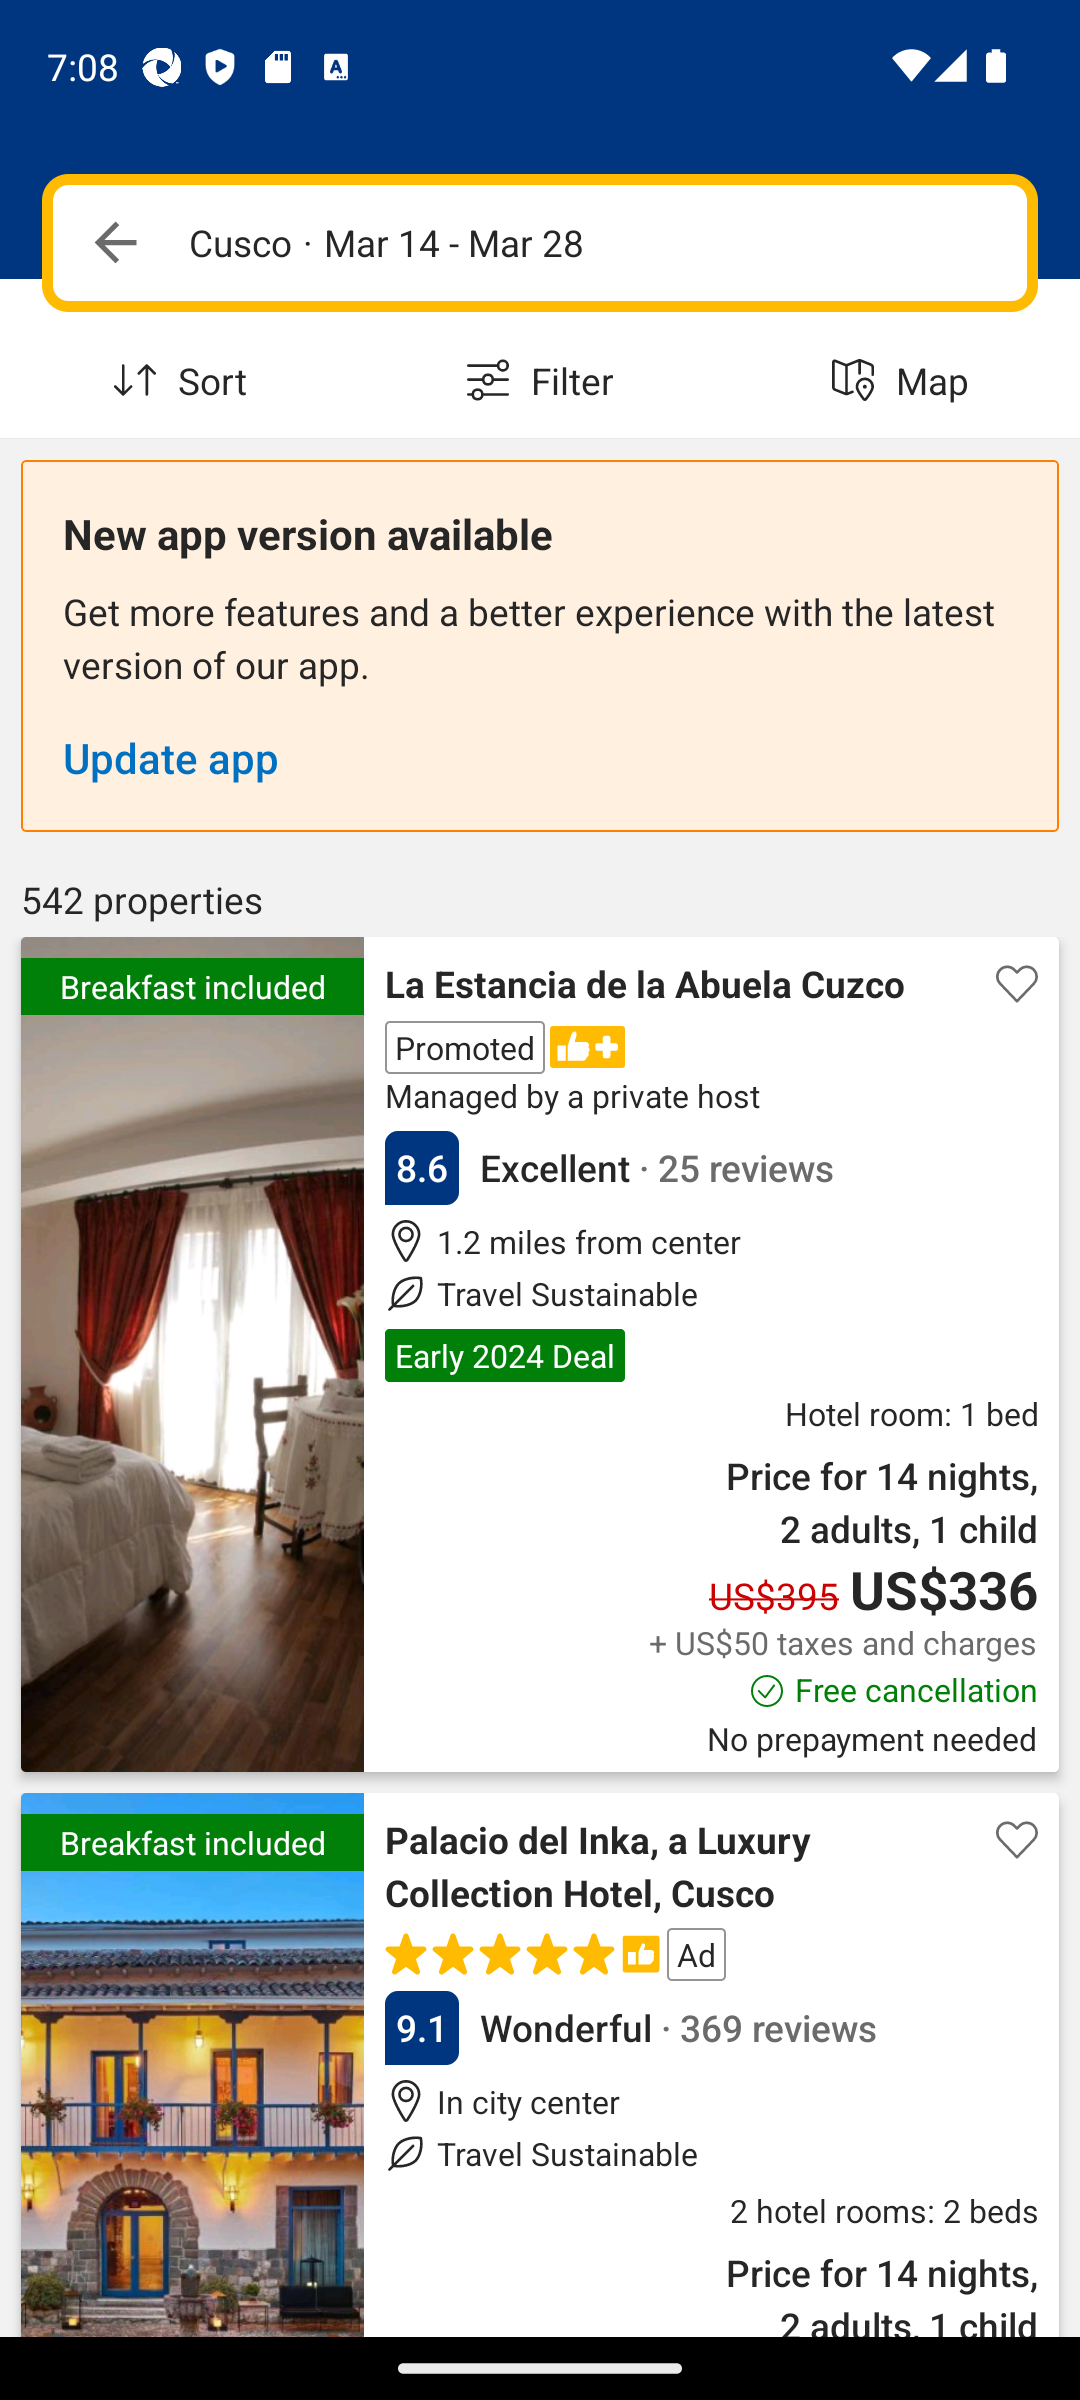 7:08
Cusco · Mar 14 - Mar 28
Sort
Filter
Map
New app version available
Get more features and a better experience with the latest
version of our app.
Update app
542 properties
Breakfast included
La Estancia de la Abuela Cuzco
Promoted
Managed by a private host
8.6 Excellent · 25 reviews
1.2 miles from center
Travel Sustainable
Early 2024 Deal
Hotel room: 1 bed
Price for 14 nights,
2 adults, 1 child
US$395 US$336
+ US$50 taxes and charges
Free cancellation
No prepayment needed
Breakfast included
Palacio del Inka, a Luxury
Collection Hotel, Cusco
Ad
9.1 Wonderful · 369 reviews
In city center
Travel Sustainable
2 hotel rooms: 2 beds
Price for 14 nights,
2 adults, 1 child